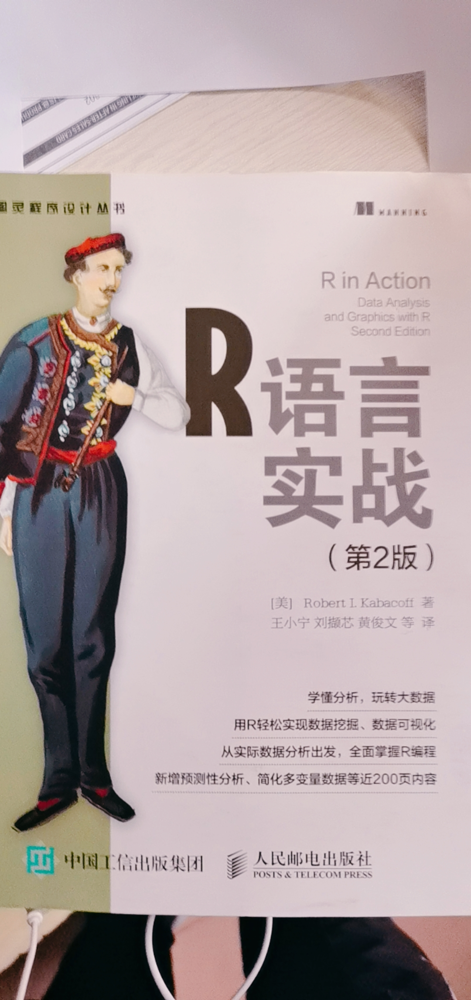 802
LLING IN AFTER-SALES CARD
图灵程序设计丛书
MANNING
R in Action
Data Analysis
and Graphics with R
Second Edition
R语言
实战
（第2版）
[美] Robert I. Kabacoff 著
王小宁 刘撷芯 黄俊文 等 译
学懂分析，玩转大数据
用R轻松实现数据挖掘、数据可视化
从实际数据分析出发，全面掌握R编程
新增预测性分析、简化多变量数据等近200页内容
中国工信出版集团
人民邮电出版社
POSTS & TELECOM PRESS